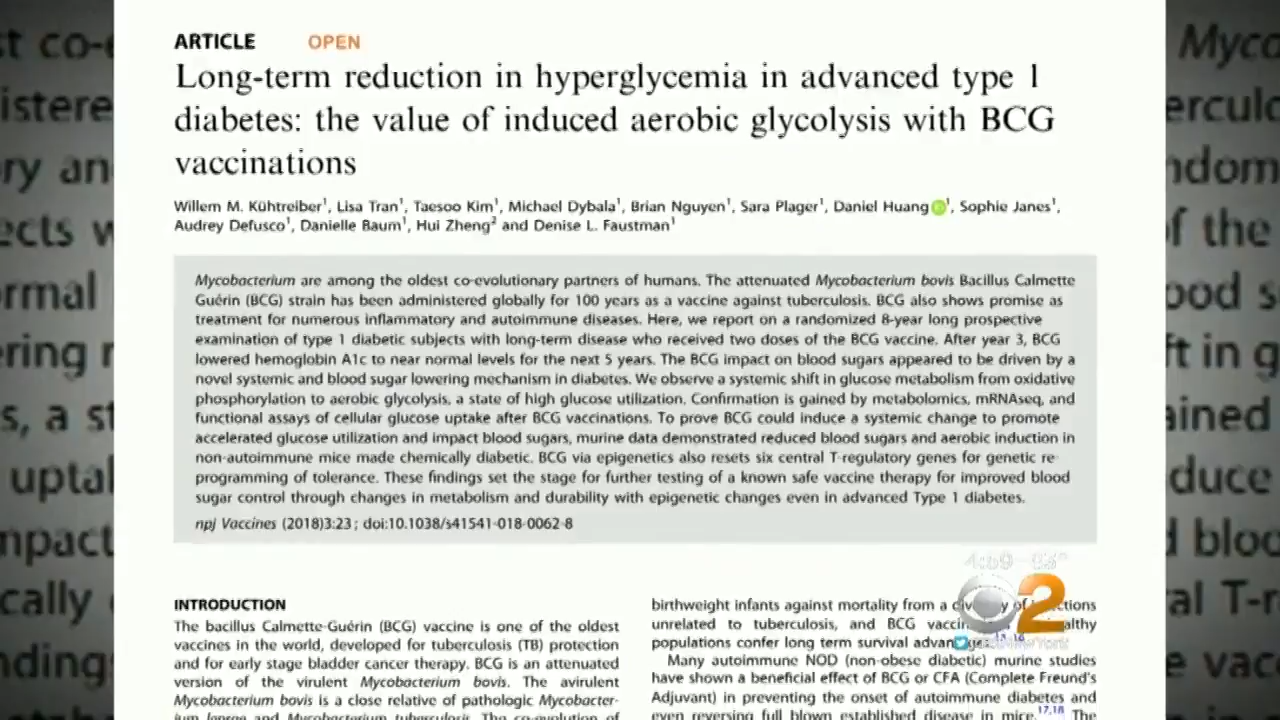 ARTICLE OPEN
Long-term reduction in hyperglycemia in advanced type 1
diabetes: the value of induced aerobic glycolysis with BCG
vaccinations
Willem M. Kühtreiber¹, Lisa Tran¹, Taesoo Kim¹, Michael Dybala¹, Brian Nguyen¹, Sara Plager¹, Daniel Huang¹, Sophie Janes¹,
Audrey Defusco¹, Danielle Baum¹, Hui Zheng² and Denise L. Faustman¹
Mycobacterium are among the oldest co-evolutionary partners of humans. The attenuated Mycobacterium bovis Bacillus Calmette
Guérin (BCG) strain has been administered globally for 100 years as a vaccine against tuberculosis. BCG also shows promise as
treatment for numerous inflammatory and autoimmune diseases. Here, we report on a randomized 8-year long prospective
examination of type 1 diabetic subjects with long-term disease who received two doses of the BCG vaccine. After year 3, BCG
lowered hemoglobin A1c to near normal levels for the next 5 years. The BCG impact on blood sugars appeared to be driven by a
novel systemic and blood sugar lowering mechanism in diabetes. We observe a systemic shift in glucose metabolism from oxidative
phosphorylation to aerobic glycolysis, a state of high glucose utilization. Confirmation is gained by metabolomics, mRNAseq, and
functional assays of cellular glucose uptake after BCG vaccinations. To prove BCG could induce a systemic change to promote
accelerated glucose utilization and impact blood sugars, murine data demonstrated reduced blood sugars and aerobic induction in
non-autoimmune mice made chemically diabetic. BCG via epigenetics also resets six central T-regulatory genes for genetic re-
programming of tolerance. These findings set the stage for further testing of a known safe vaccine therapy for improved blood
sugar control through changes in metabolism and durability with epigenetic changes even in advanced Type 1 diabetes.
npj Vaccines (2018)3:23 ; doi:10.1038/s41541-018-0062-8
INTRODUCTION
The bacillus Calmette-Guérin (BCG) vaccine is one of the oldest
vaccines in the world, developed for tuberculosis (TB) protection
and for early stage bladder cancer therapy. BCG is an attenuated
version of the virulent Mycobacterium bovis. The avirulent
Mycobacterium bovis is a close relative of pathologic Mycobacter-
and Mycobacterium tuberculosis. The co-evolution of
birthweight infants against mortality from a of
unrelated to tuberculosis, and BCG
populations confer long term survival
Many autoimmune NOD (non-obese diabetic) murine studies
have shown a beneficial effect of BCG or CFA (Complete Freund's
Adjuvant) in preventing the onset of autoimmune diabetes and
even reversing full blown established disease in mice.17,18 The
2